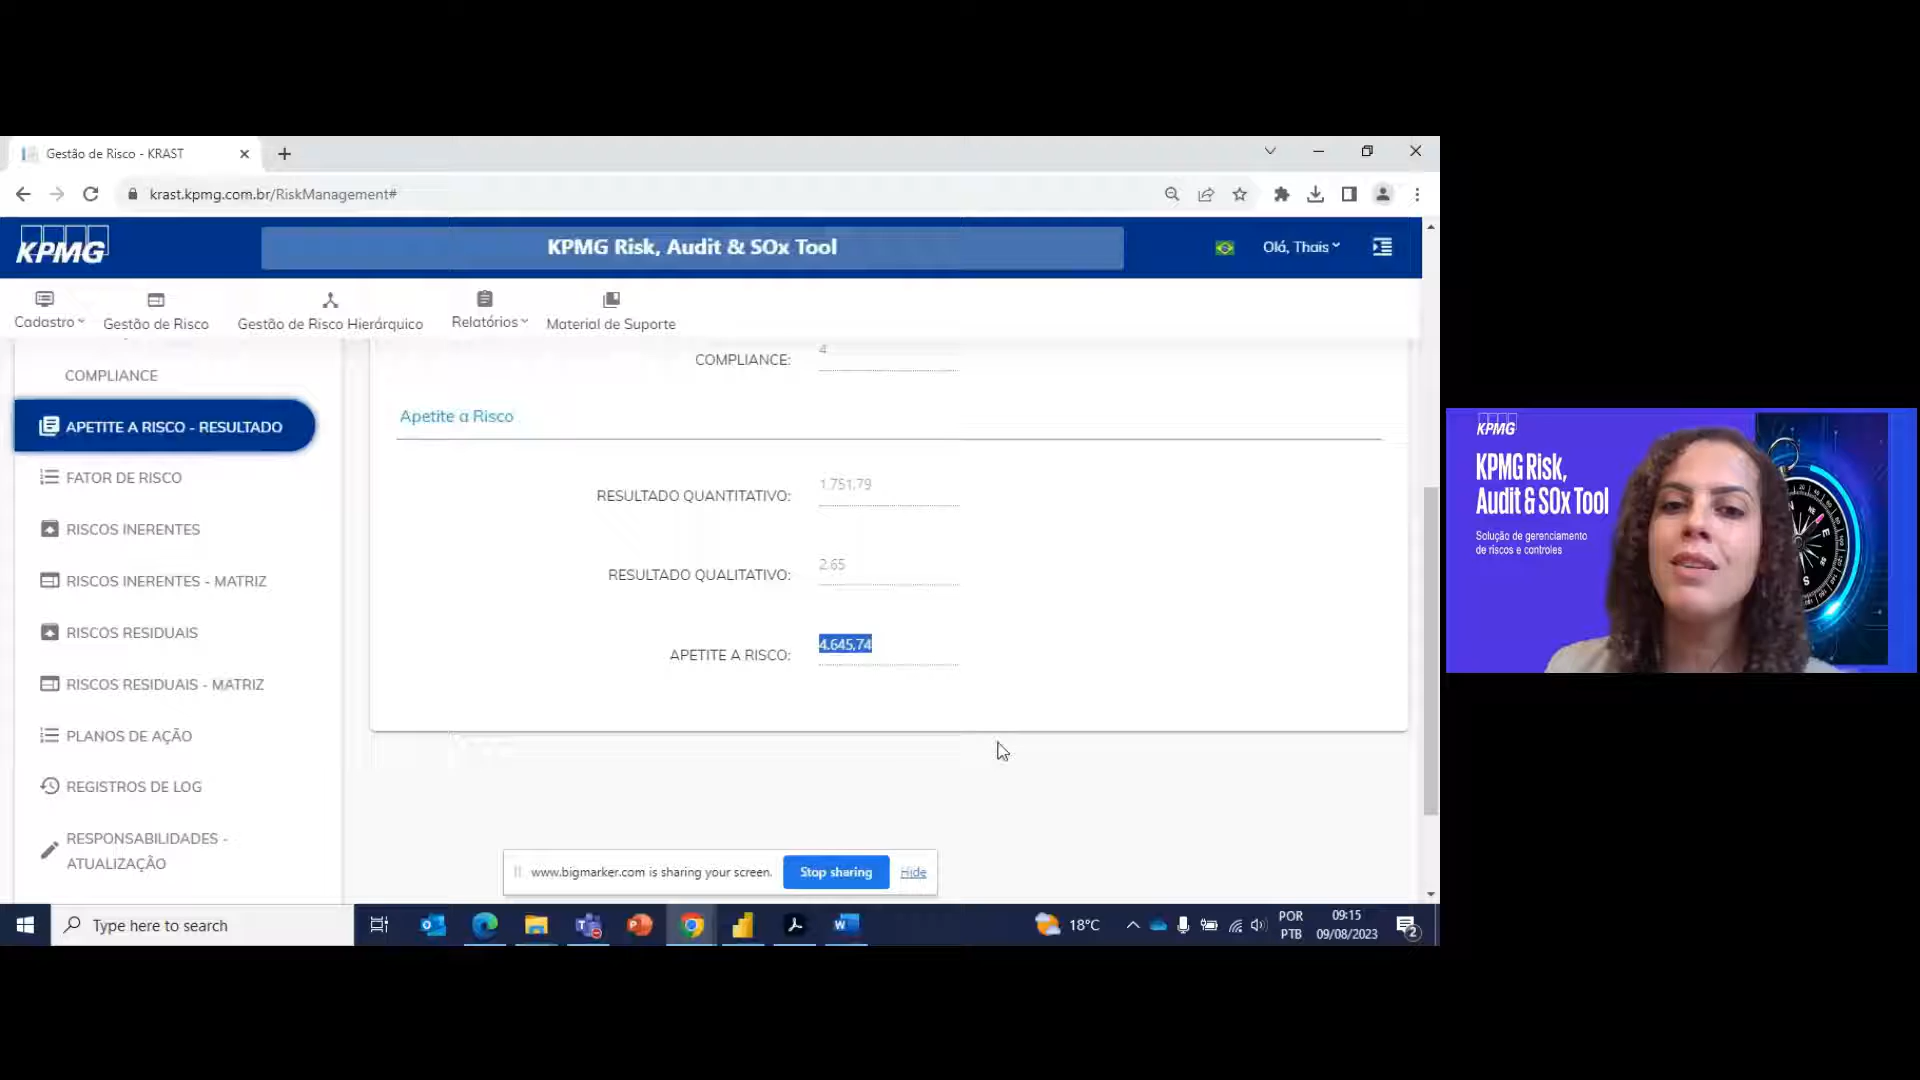 Gestão de Risco - KRAST
krast.kpmg.com.br/RiskManagement#
KPMG
KPMG Risk, Audit & SOx Tool
Olá, Thais
Cadastro
Gestão de Risco
Gestão de Risco Hierárquico
Relatórios
Material de Suporte
COMPLIANCE
APETITE A RISCO - RESULTADO
FATOR DE RISCO
RISCOS INERENTES
RISCOS INERENTES - MATRIZ
RISCOS RESIDUAIS
RISCOS RESIDUAIS - MATRIZ
PLANOS DE AÇÃO
REGISTROS DE LOG
RESPONSABILIDADES -
ATUALIZAÇÃO
COMPLIANCE: 4
Apetite a Risco
RESULTADO QUANTITATIVO: 1.751,79
RESULTADO QUALITATIVO: 2.65
APETITE A RISCO: 4.645,74
www.bigmarker.com is sharing your screen. Stop sharing Hide
Type here to search
18°C
POR
PTB
09:15
09/08/2023
2
KPMG
KPMG Risk,
Audit & SOx Tool
Solução de gerenciamento
de riscos e controles